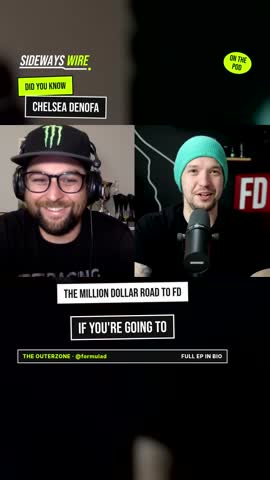 SIDEWAYS WIRE.
ON THE
POD
DID YOU
KNOW
CHELSEA DENOFA
FD
THE MILLION DOLLAR ROAD TO FD
IF YOU'RE GOING TO
THE OUTERZONE - @formulad
FULL EP IN BIO